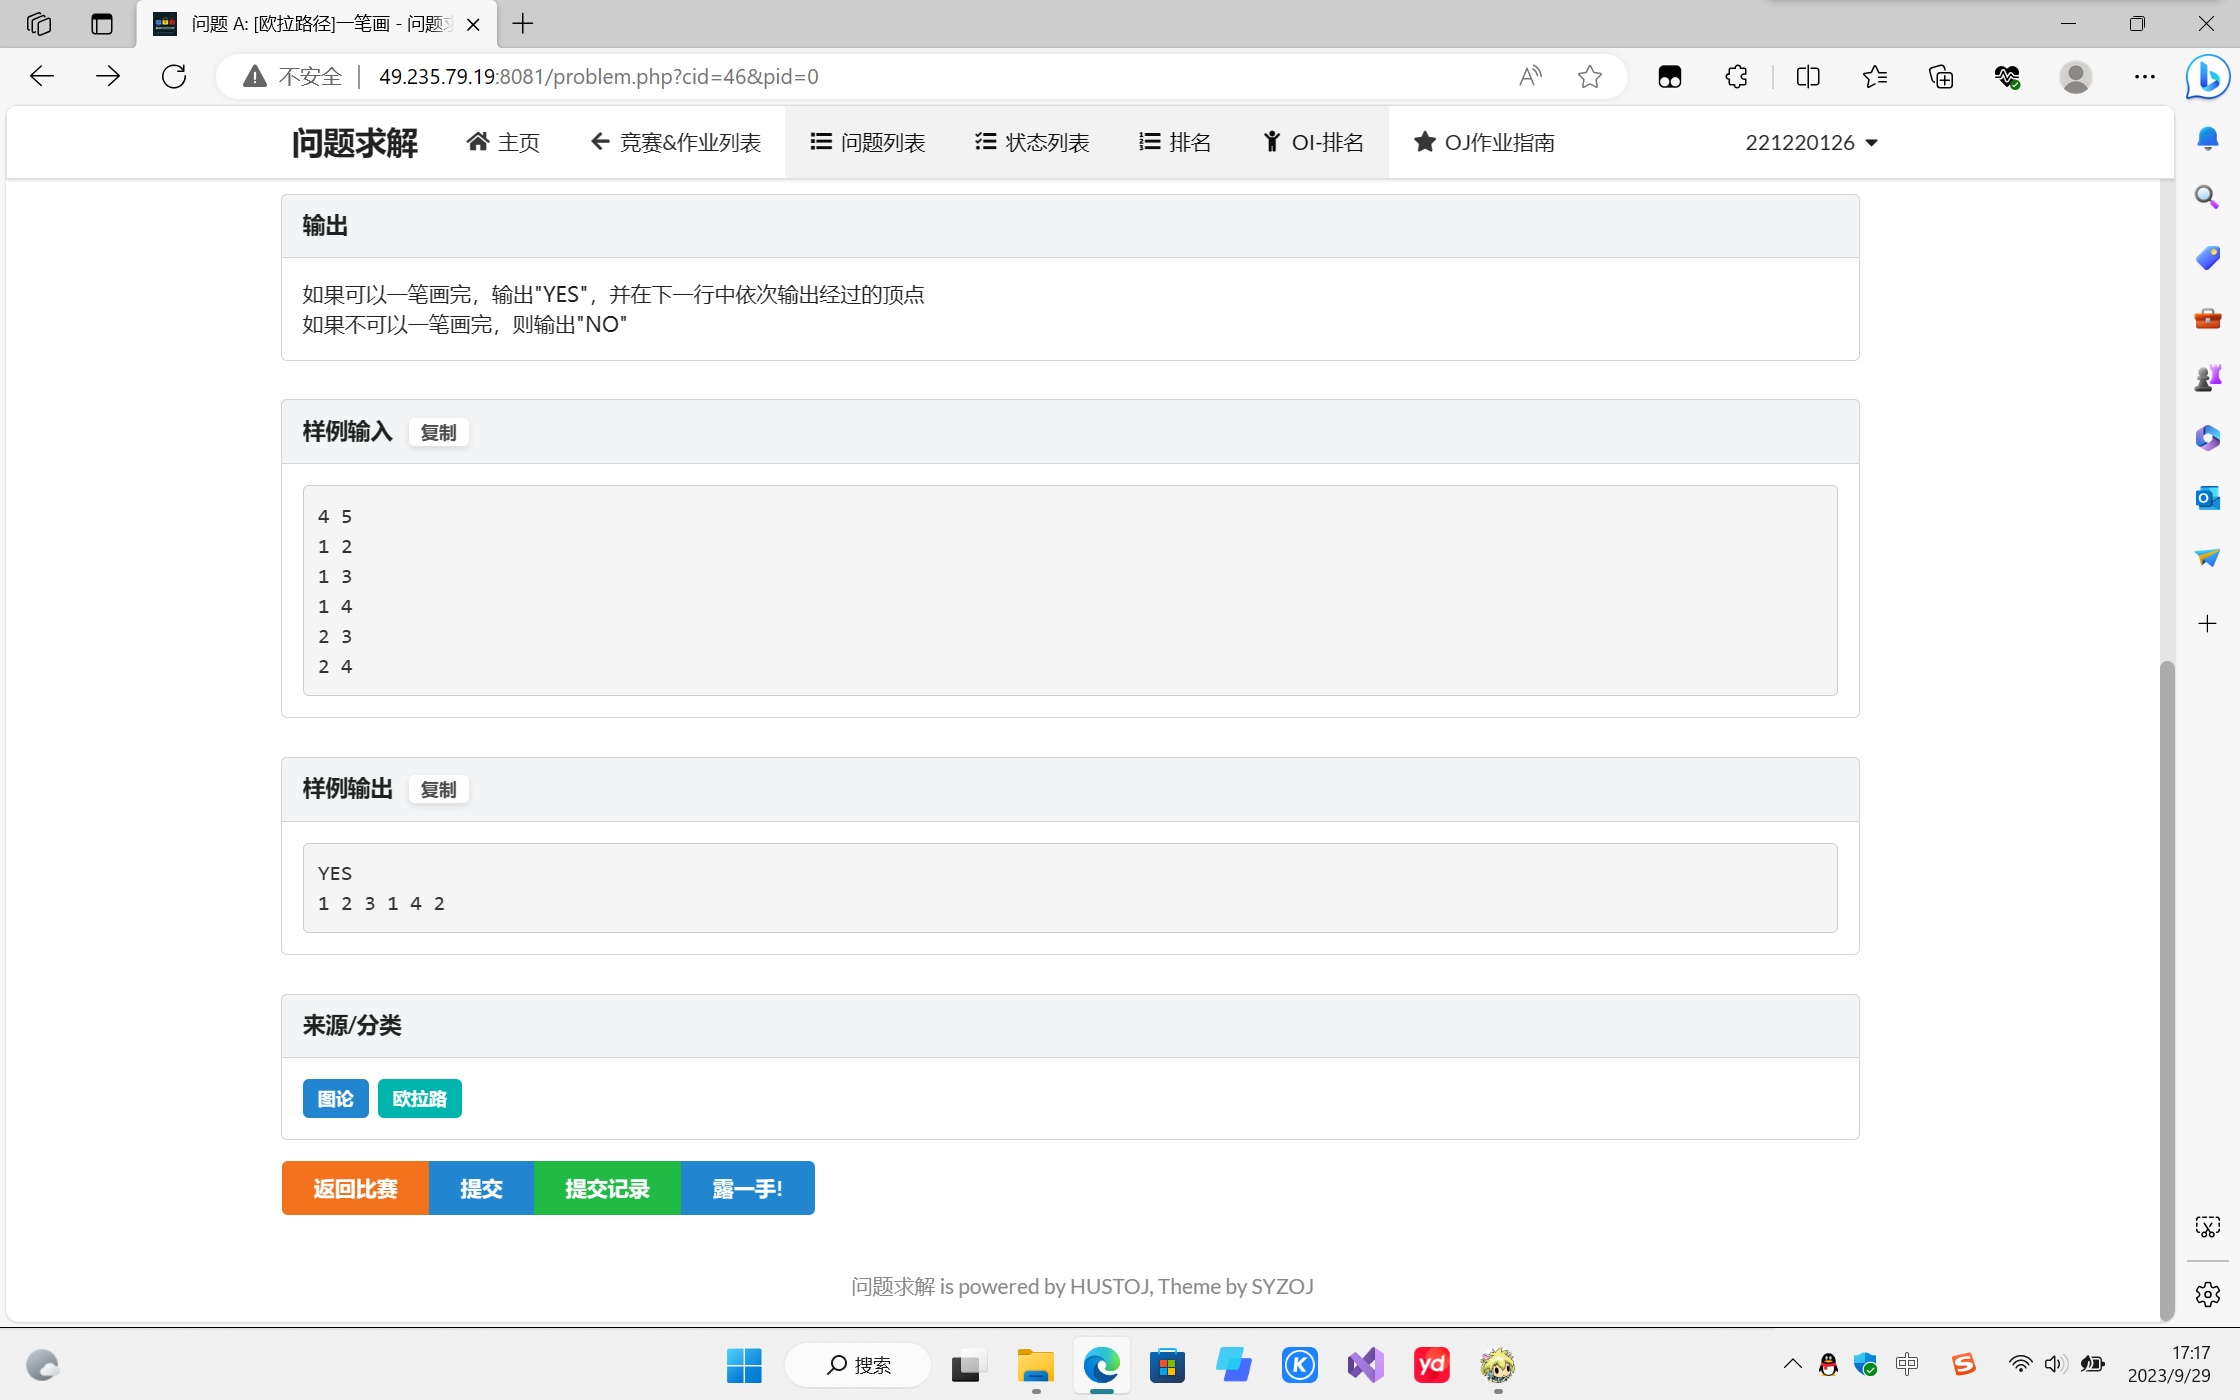 问题 A: [欧拉路径]一笔画 - 问题
不安全
49.235.79.19:8081/problem.php?cid=46&pid=0
问题求解 主页 竞赛&作业列表 问题列表 状态列表 排名 OI-排名 OJ作业指南 221220126
输出
如果可以一笔画完，输出"YES"，并在下一行中依次输出经过的顶点
如果不可以一笔画完，则输出"NO"
样例输入 复制
4 5
1 2
1 3
1 4
2 3
2 4
样例输出 复制
YES
1 2 3 1 4 2
来源/分类
图论 欧拉路
返回比赛 提交 提交记录 露一手!
问题求解 is powered by HUSTOJ, Theme by SYZOJ
搜索
yd
中
17:17
2023/9/29